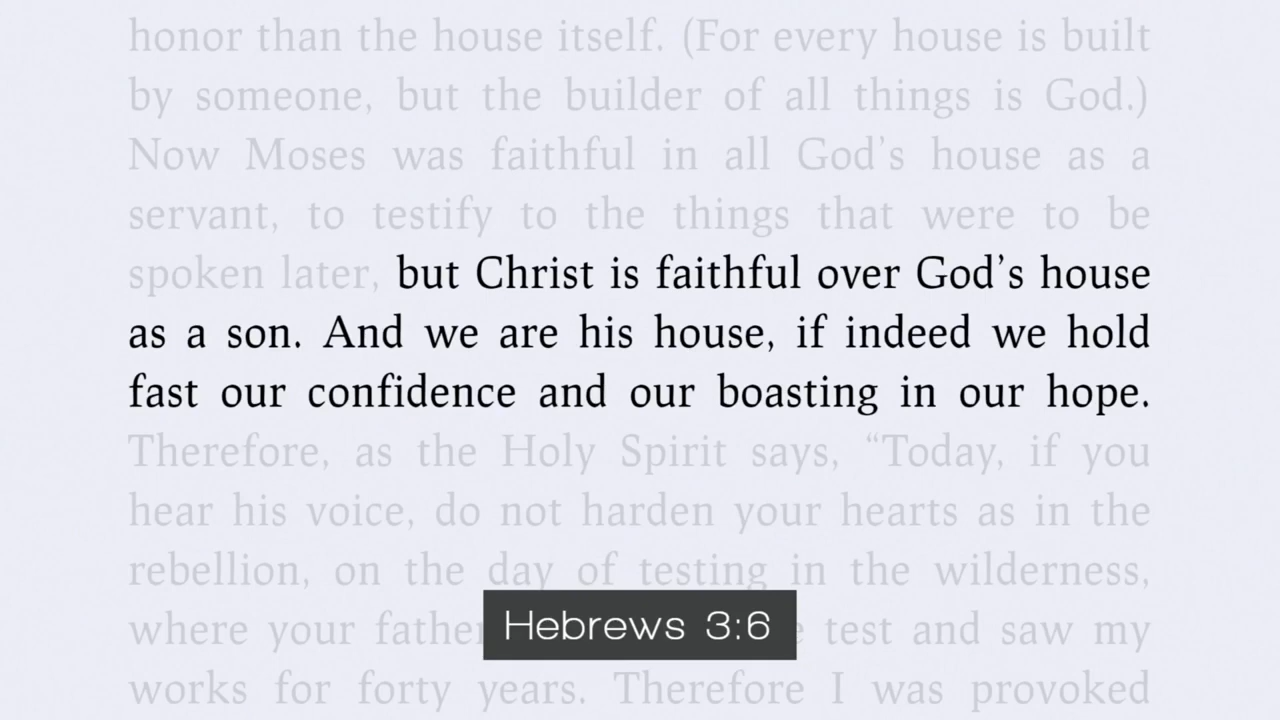 honor than the house itself. (For every house is built
by someone, but the builder of all things is God.)
Now Moses was faithful in all God’s house as a
servant, to testify to the things that were to be
spoken later, but Christ is faithful over God’s house
as a son. And we are his house, if indeed we hold
fast our confidence and our boasting in our hope.
Therefore, as the Holy Spirit says, “Today, if you
hear his voice, do not harden your hearts as in the
rebellion, on the day of testing in the wilderness,
where your test and saw my
Hebrews 3:6
works for forty years. Therefore I was provoked